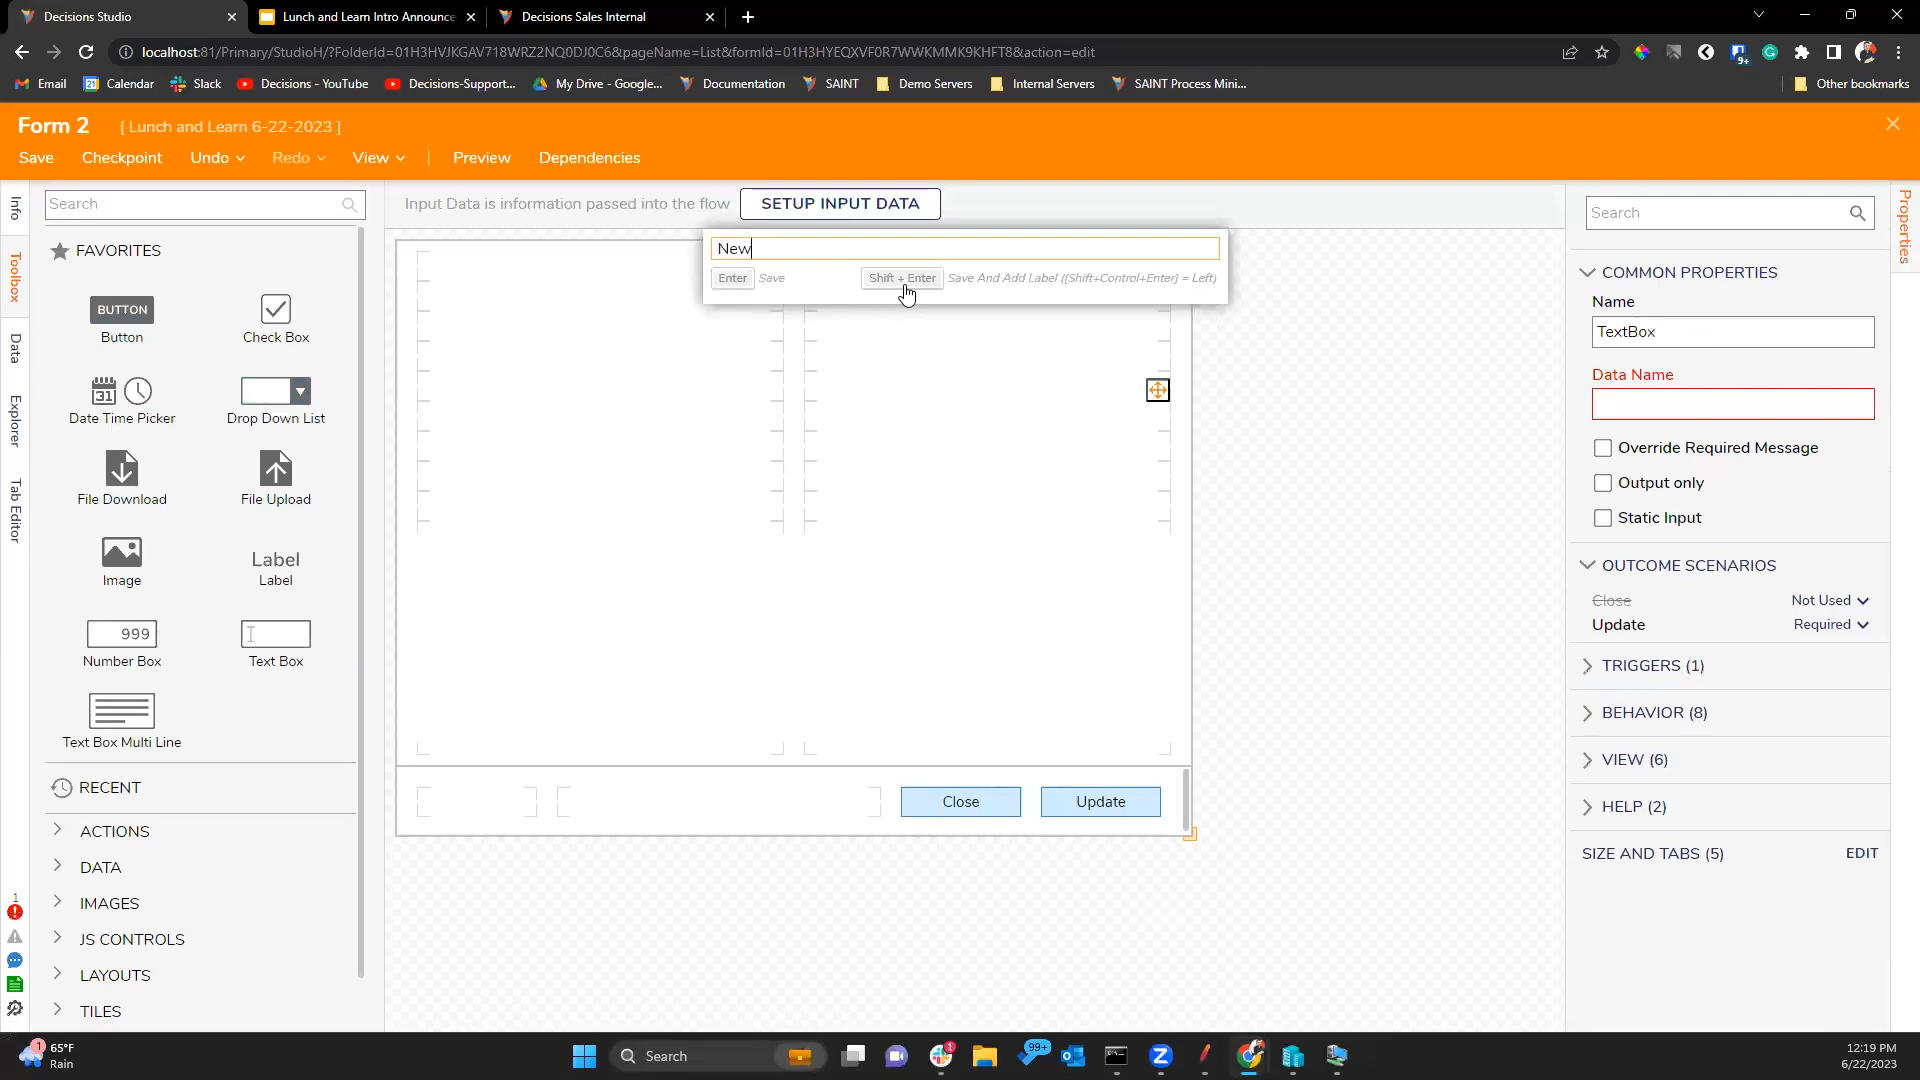 Decisions Studio
Lunch and Learn Intro Announce
Decisions Sales Internal
localhost:81/Primary/StudioH/?FolderId=01H3HVJKGAV718WRZ2NQ0DJ0C6&pageName=List&formId=01H3HYEQXVF0R7WWKMMK9KHFT8&action=edit
9+
Email
31
Calendar
Slack
Decisions - YouTube
Decisions-Support...
My Drive - Google...
Documentation
SAINT
Demo Servers
Internal Servers
SAINT Process Mini...
Other bookmarks
Form 2 [ Lunch and Learn 6-22-2023 ]
Save Checkpoint Undo Redo View | Preview Dependencies
Info
Toolbox
Data
Explorer
Tab Editor
1
Search
FAVORITES
BUTTON
Button
Check Box
31
Date Time Picker
Drop Down List
File Download
File Upload
Image
Label
Label
999
Number Box
Text Box
Text Box Multi Line
RECENT
ACTIONS
DATA
IMAGES
JS CONTROLS
LAYOUTS
TILES
Input Data is information passed into the flow
SETUP INPUT DATA
New
Enter Save
Shift + Enter Save And Add Label ([Shift+Control+Enter] = Left)
Close
Update
Properties
Search
COMMON PROPERTIES
Name
TextBox
Data Name
Override Required Message
Output only
Static Input
OUTCOME SCENARIOS
Close Not Used
Update Required
TRIGGERS (1)
BEHAVIOR (8)
VIEW (6)
HELP (2)
SIZE AND TABS (5) EDIT
1
65°F
Rain
Search
1
99+
12:19 PM
6/22/2023